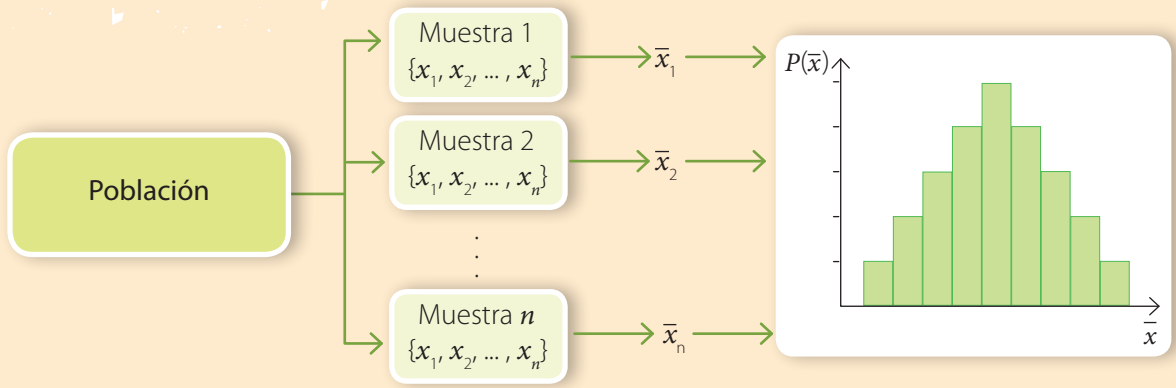 Población
Muestra 1
{x₁, x₂, ... , xₙ}
x̅₁
Muestra 2
{x₁, x₂, ... , xₙ}
x̅₂
Muestra n
{x₁, x₂, ... , xₙ}
x̅ₙ
P(x̅)
x̅